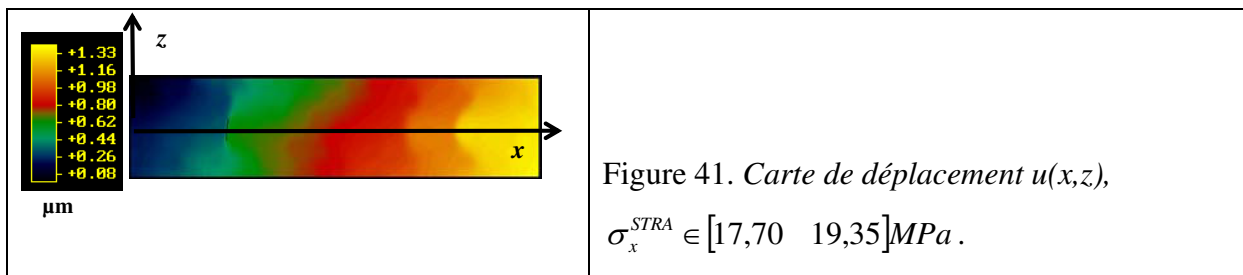 z
+1.33
+1.16
+0.98
+0.80
+0.62
+0.44
+0.26
+0.08
x
µm
Figure 41. Carte de déplacement u(x,z),
σ_x^{STRA} ∈ [17,70 19,35]MPa .